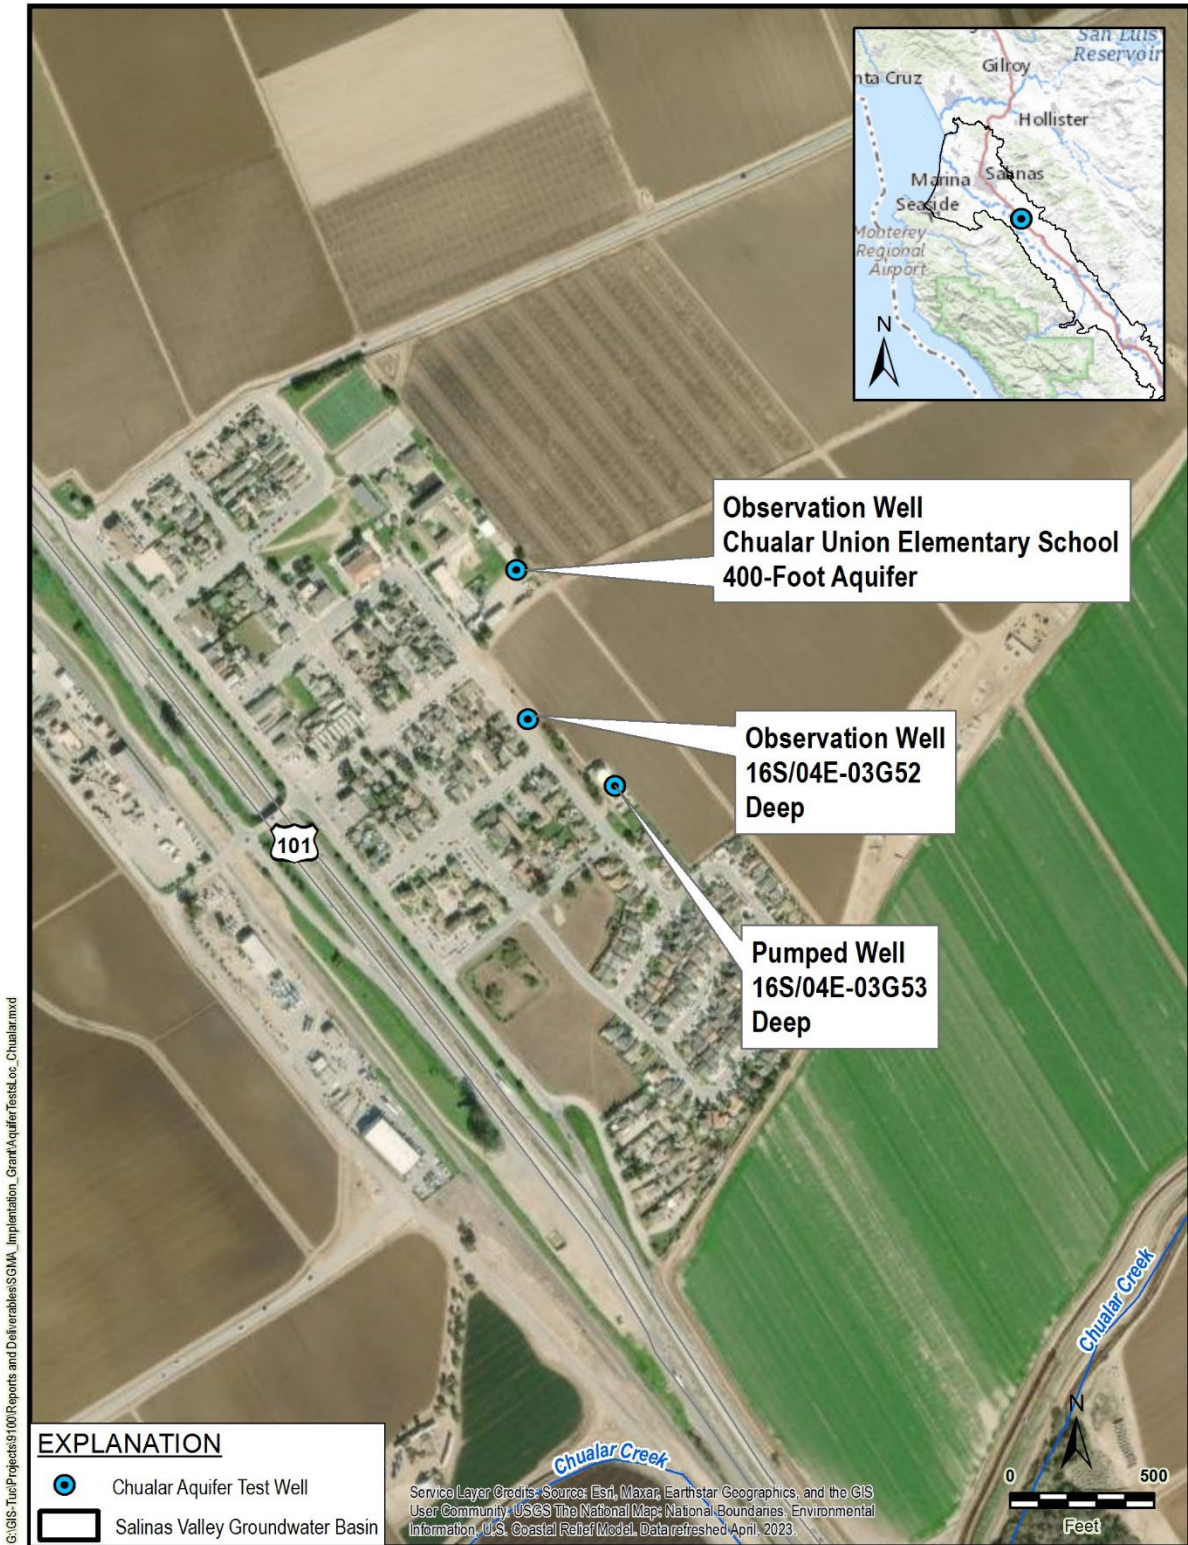 San Luis
Reservoir
Gilroy
nta Cruz
Hollister
Marina
Salinas
Seaside
Monterey
Regional
Airport
N
Observation Well
Chualar Union Elementary School
400-Foot Aquifer
Observation Well
16S/04E-03G52
Deep
101
Pumped Well
16S/04E-03G53
Deep
Chualar Creek
Chualar Creek
N
0 500
Feet
EXPLANATION
Chualar Aquifer Test Well
Salinas Valley Groundwater Basin
Service Layer Credits: Source: Esri, Maxar, Earthstar Geographics, and the GIS
User Community, USGS The National Map: National Boundaries. Environmental
Information, U.S. Coastal Relief Model. Data refreshed April, 2023.
G:\GIS-Tuc\Projects\9100\Reports and Deliverables\SGMA_Implentation_Grant\AquiferTestsLoc_Chualar.mxd